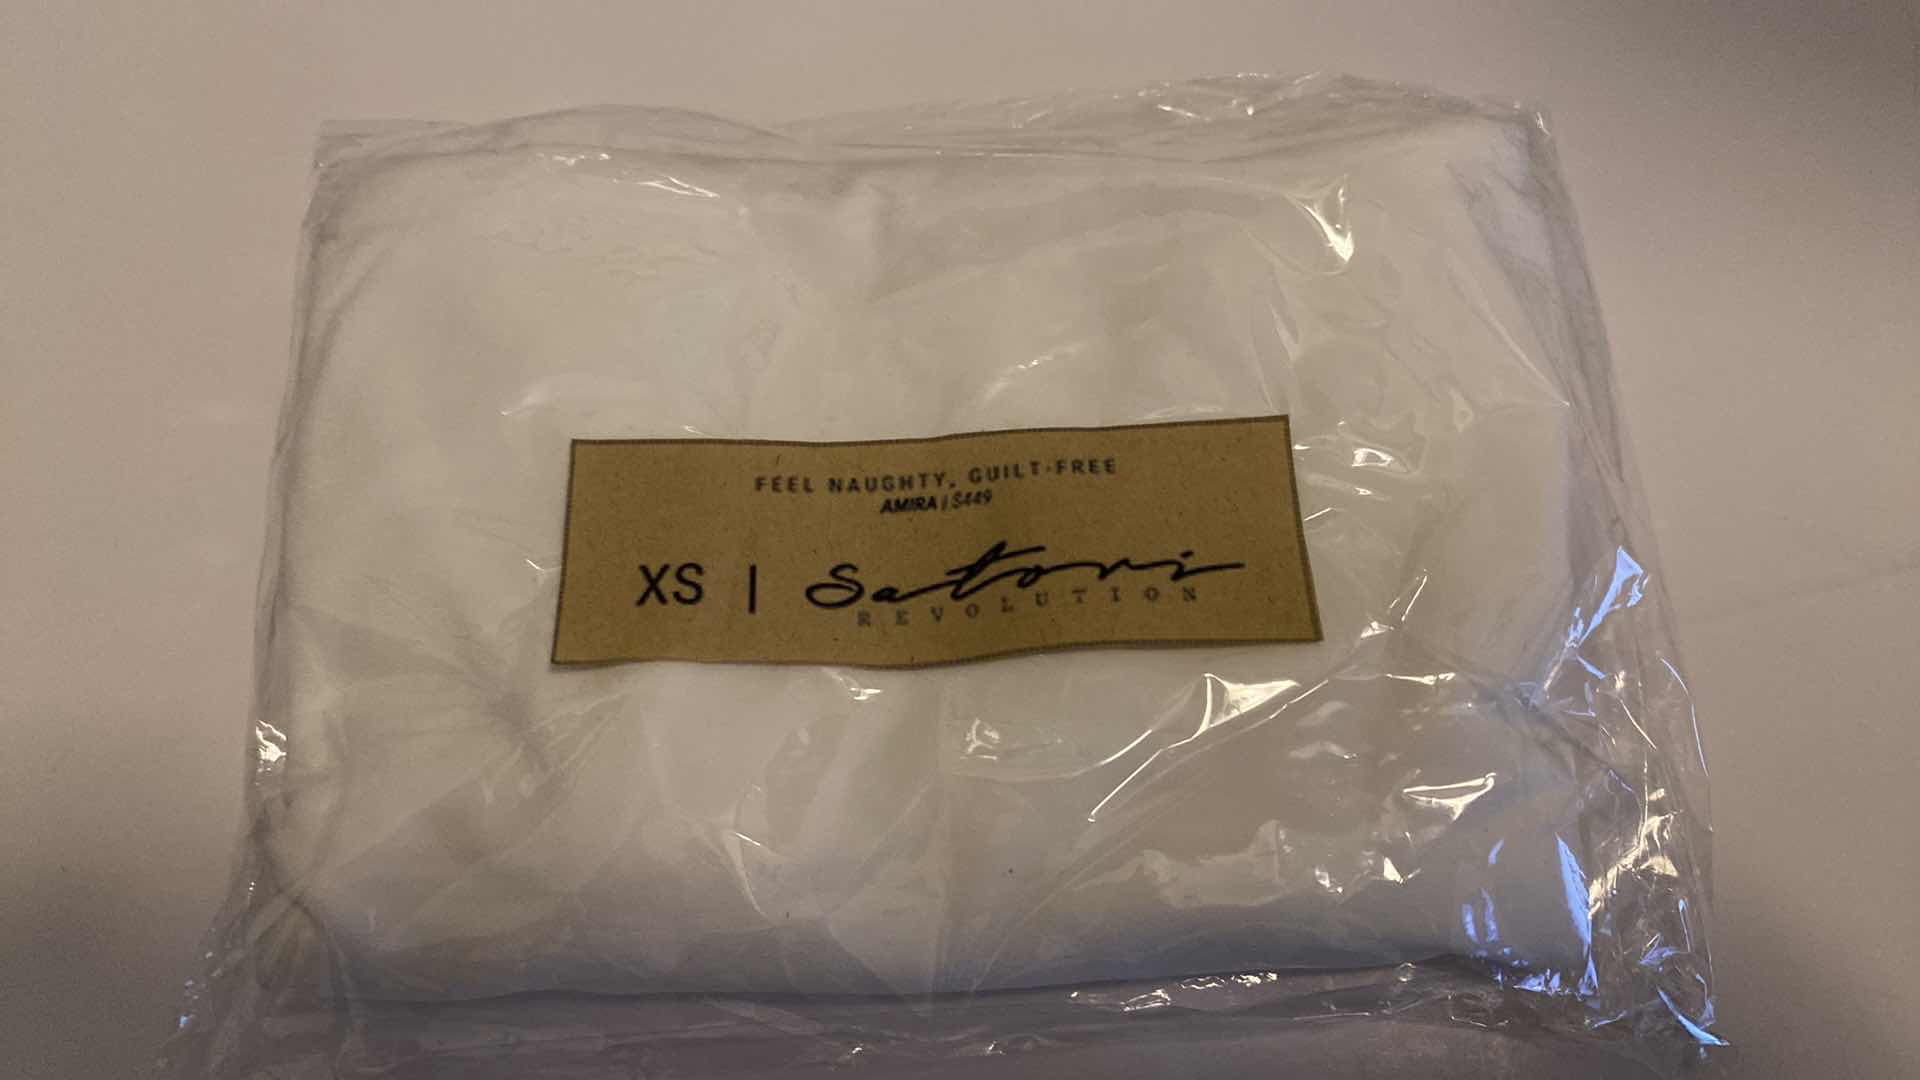 FEEL NAUGHTY, GUILT-FREE
AMIRA | S449
XS | Satori
REVOLUTION